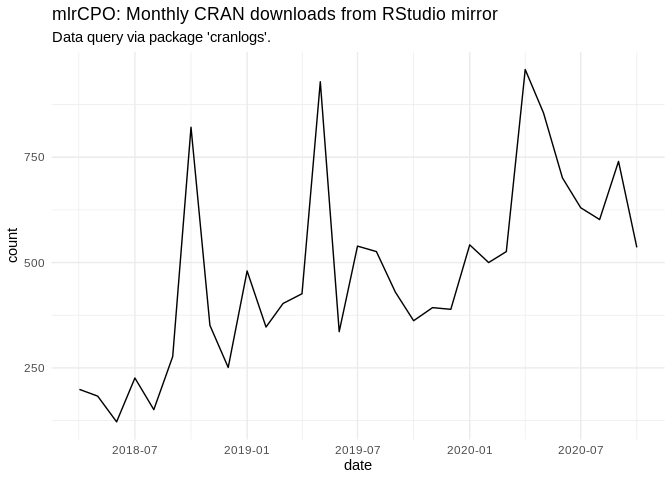 mlrCPO: Monthly CRAN downloads from RStudio mirror
Data query via package 'cranlogs'.
750
500
250
count
2018-07 2019-01 2019-07 2020-01 2020-07
date